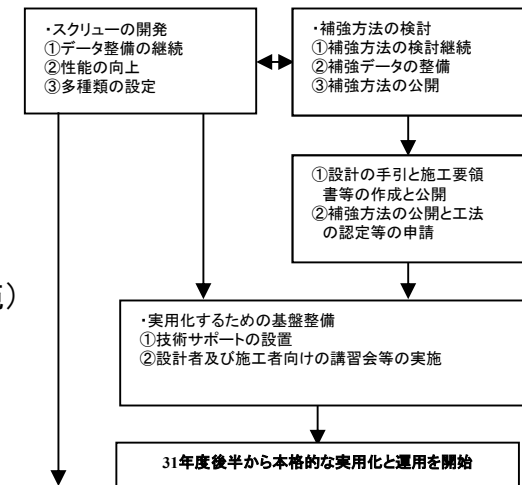 ・スクリューの開発
①データ整備の継続
②性能の向上
③多種類の設定
・補強方法の検討
①補強方法の検討継続
②補強データの整備
③補強方法の公開
①設計の手引と施工要領
書等の作成と公開
②補強方法の公開と工法
の認定等の申請
)
・実用化するための基盤整備
①技術サポートの設置
②設計者及び施工者向けの講習会等の実施
31年度後半から本格的な実用化と運用を開始